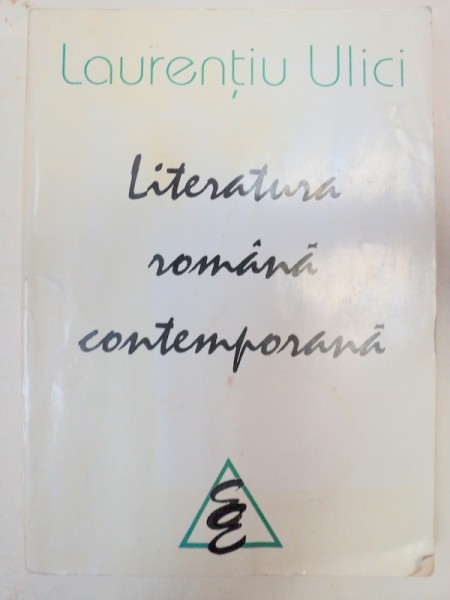 Laurențiu Ulici
Literatura
română
contemporană